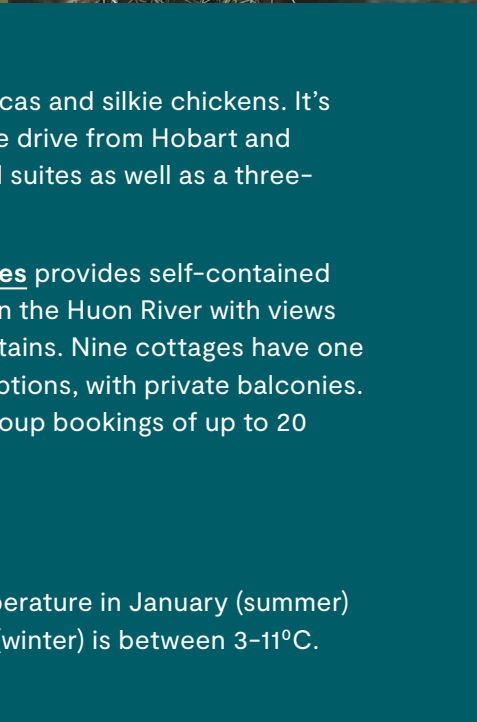 cas and silkie chickens. It’s
e drive from Hobart and
suites as well as a three-
es provides self-contained
n the Huon River with views
tains. Nine cottages have one
ptions, with private balconies.
oup bookings of up to 20
perature in January (summer)
(winter) is between 3-11ºC.